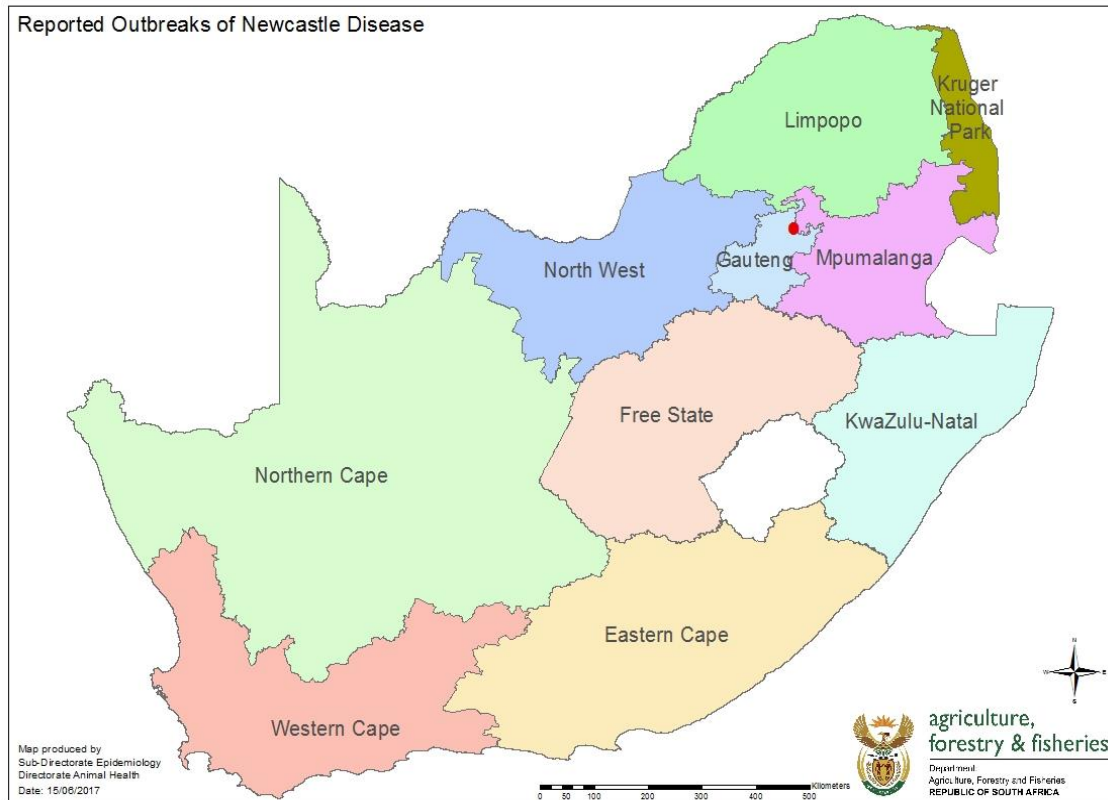 Reported Outbreaks of Newcastle Disease
Limpopo
Kruger
National
Park
North West
Gauteng
Mpumalanga
Free State
KwaZulu-Natal
Northern Cape
Eastern Cape
Western Cape
N
W
E
S
Map produced by
Sub-Directorate Epidemiology
Directorate Animal Health
Date: 15/06/2017
Kilometers
0 50 100 200 300 400 500
agriculture,
forestry & fisheries
Department:
Agriculture, Forestry and Fisheries
REPUBLIC OF SOUTH AFRICA